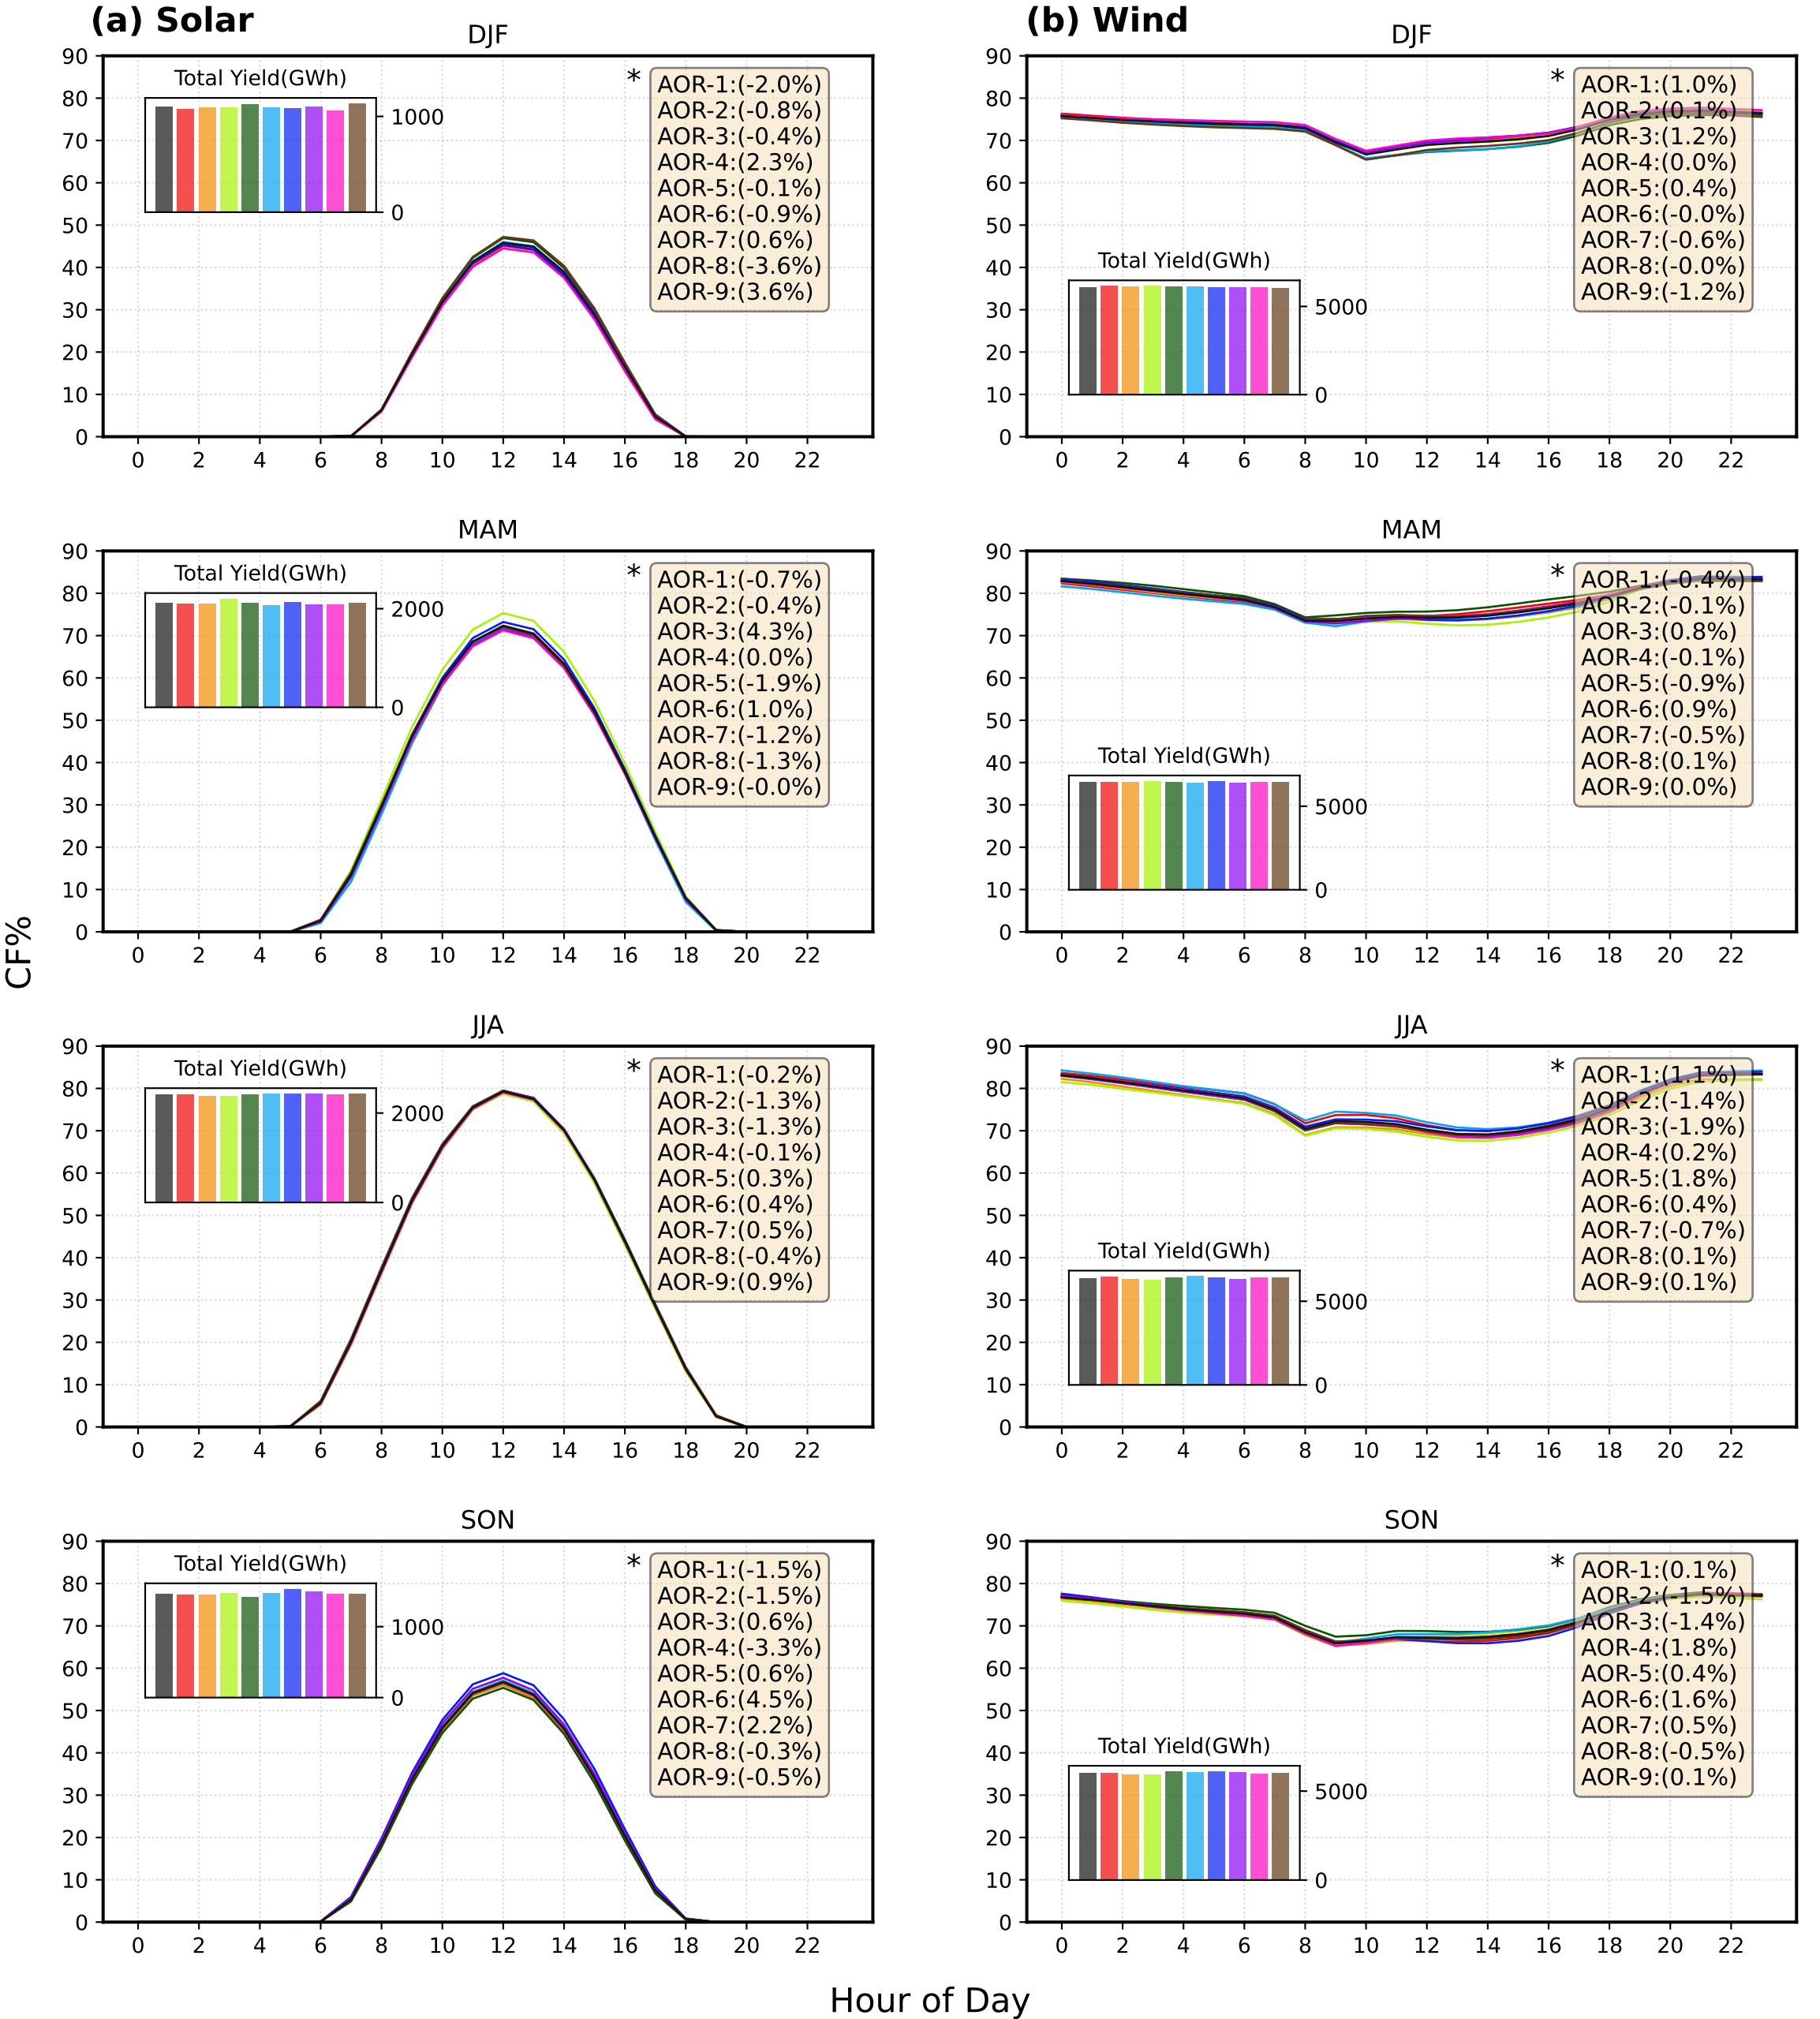 (a) Solar
DJF
Total Yield(GWh)
1000
0
*
AOR-1:(-2.0%)
AOR-2:(-0.8%)
AOR-3:(-0.4%)
AOR-4:(2.3%)
AOR-5:(-0.1%)
AOR-6:(-0.9%)
AOR-7:(0.6%)
AOR-8:(-3.6%)
AOR-9:(3.6%)
90
80
70
60
50
40
30
20
10
0
0 2 4 6 8 10 12 14 16 18 20 22
(b) Wind
DJF
*
AOR-1:(1.0%)
AOR-2:(0.1%)
AOR-3:(1.2%)
AOR-4:(0.0%)
AOR-5:(0.4%)
AOR-6:(-0.0%)
AOR-7:(-0.6%)
AOR-8:(-0.0%)
AOR-9:(-1.2%)
Total Yield(GWh)
5000
0
90
80
70
60
50
40
30
20
10
0
0 2 4 6 8 10 12 14 16 18 20 22
MAM
Total Yield(GWh)
2000
0
*
AOR-1:(-0.7%)
AOR-2:(-0.4%)
AOR-3:(4.3%)
AOR-4:(0.0%)
AOR-5:(-1.9%)
AOR-6:(1.0%)
AOR-7:(-1.2%)
AOR-8:(-1.3%)
AOR-9:(-0.0%)
90
80
70
60
50
40
30
20
10
0
0 2 4 6 8 10 12 14 16 18 20 22
MAM
*
AOR-1:(-0.4%)
AOR-2:(-0.1%)
AOR-3:(0.8%)
AOR-4:(-0.1%)
AOR-5:(-0.9%)
AOR-6:(0.9%)
AOR-7:(-0.5%)
AOR-8:(0.1%)
AOR-9:(0.0%)
Total Yield(GWh)
5000
0
90
80
70
60
50
40
30
20
10
0
0 2 4 6 8 10 12 14 16 18 20 22
CF%
JJA
Total Yield(GWh)
2000
0
*
AOR-1:(-0.2%)
AOR-2:(-1.3%)
AOR-3:(-1.3%)
AOR-4:(-0.1%)
AOR-5:(0.3%)
AOR-6:(0.4%)
AOR-7:(0.5%)
AOR-8:(-0.4%)
AOR-9:(0.9%)
90
80
70
60
50
40
30
20
10
0
0 2 4 6 8 10 12 14 16 18 20 22
JJA
*
AOR-1:(1.1%)
AOR-2:(-1.4%)
AOR-3:(-1.9%)
AOR-4:(0.2%)
AOR-5:(1.8%)
AOR-6:(0.4%)
AOR-7:(-0.7%)
AOR-8:(0.1%)
AOR-9:(0.1%)
Total Yield(GWh)
5000
0
90
80
70
60
50
40
30
20
10
0
0 2 4 6 8 10 12 14 16 18 20 22
SON
Total Yield(GWh)
1000
0
*
AOR-1:(-1.5%)
AOR-2:(-1.5%)
AOR-3:(0.6%)
AOR-4:(-3.3%)
AOR-5:(0.6%)
AOR-6:(4.5%)
AOR-7:(2.2%)
AOR-8:(-0.3%)
AOR-9:(-0.5%)
90
80
70
60
50
40
30
20
10
0
0 2 4 6 8 10 12 14 16 18 20 22
SON
*
AOR-1:(0.1%)
AOR-2:(-1.5%)
AOR-3:(-1.4%)
AOR-4:(1.8%)
AOR-5:(0.4%)
AOR-6:(1.6%)
AOR-7:(0.5%)
AOR-8:(-0.5%)
AOR-9:(0.1%)
Total Yield(GWh)
5000
0
90
80
70
60
50
40
30
20
10
0
0 2 4 6 8 10 12 14 16 18 20 22
Hour of Day